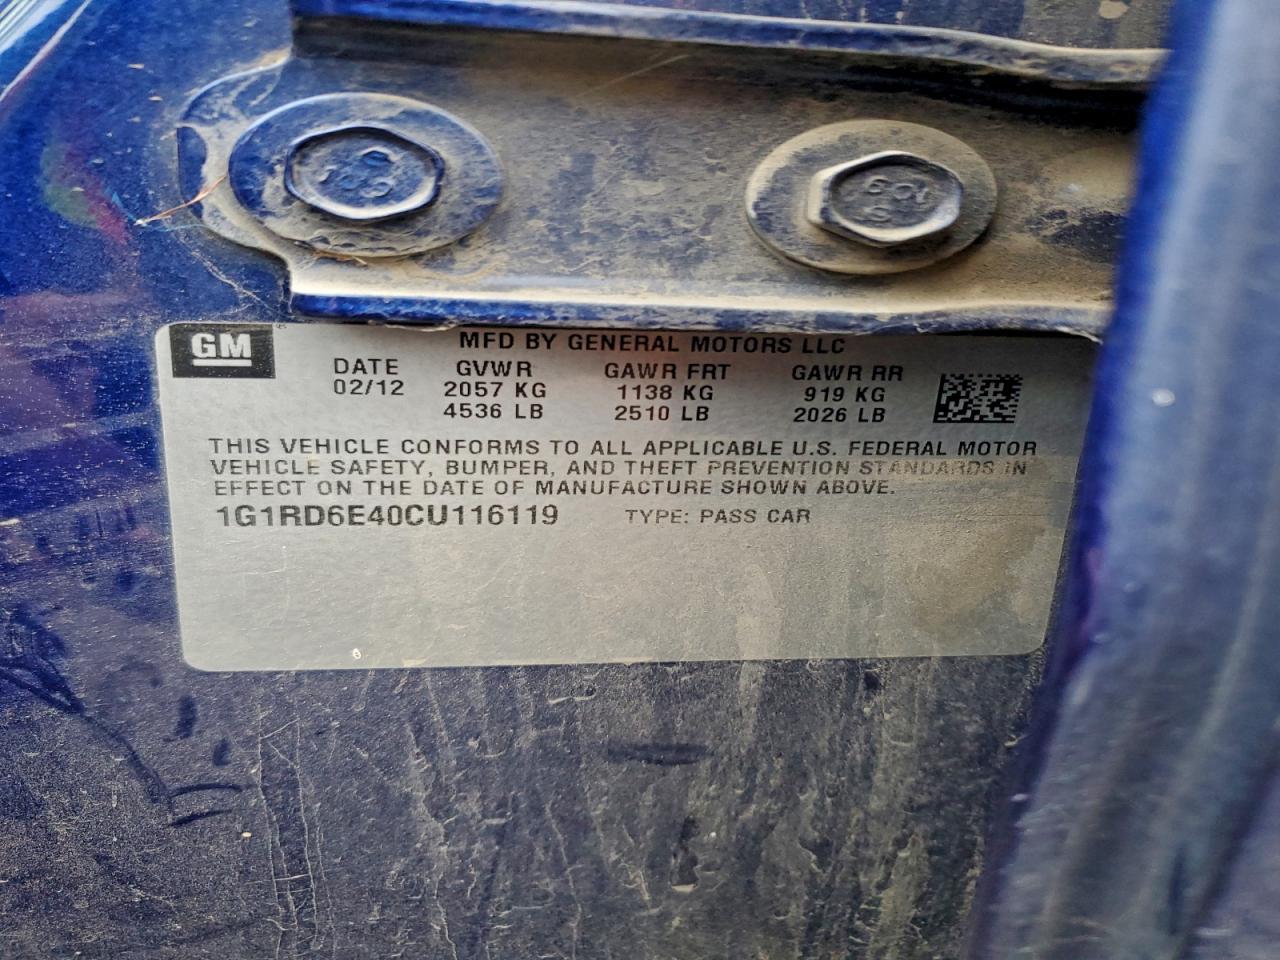 109
S
GM
MFD BY GENERAL MOTORS LLC
DATE GVWR GAWR FRT GAWR RR
02/12 2057 KG 1138 KG 919 KG
4536 LB 2510 LB 2026 LB
THIS VEHICLE CONFORMS TO ALL APPLICABLE U.S. FEDERAL MOTOR
VEHICLE SAFETY, BUMPER, AND THEFT PREVENTION STANDARDS IN
EFFECT ON THE DATE OF MANUFACTURE SHOWN ABOVE.
1G1RD6E40CU116119 TYPE: PASS CAR